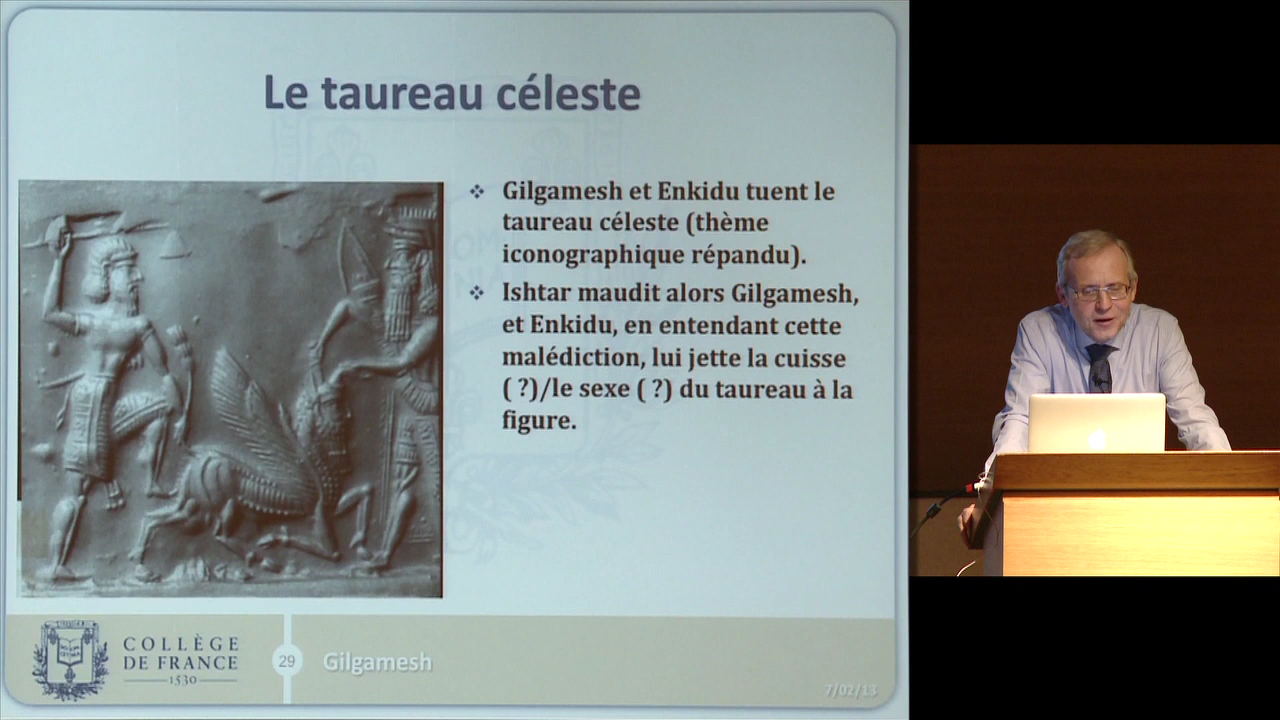 Le taureau céleste
❖ Gilgamesh et Enkidu tuent le
taureau céleste (thème
iconographique répandu).
❖ Ishtar maudit alors Gilgamesh,
et Enkidu, en entendant cette
malédiction, lui jette la cuisse
( ?)/le sexe ( ?) du taureau à la
figure.
COLLÈGE
DE FRANCE
1530
29
Gilgamesh
7/02/13